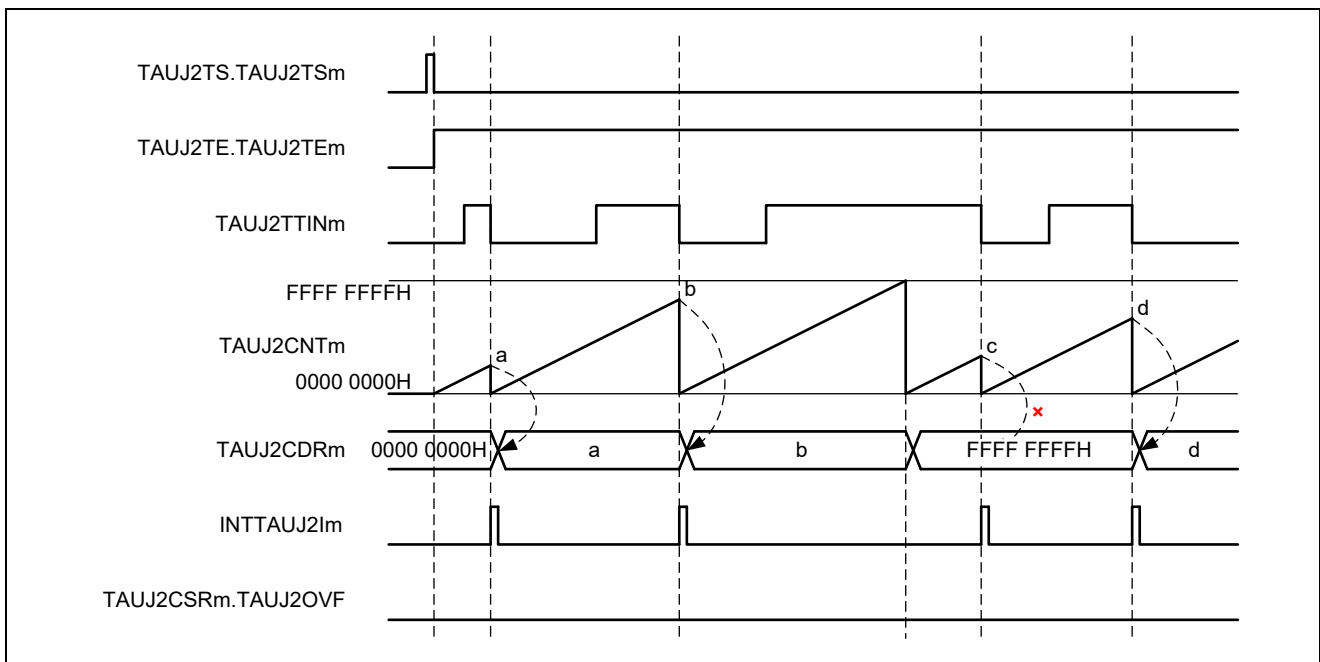 TAUJ2TS.TAUJ2TSm
TAUJ2TE.TAUJ2TEm
TAUJ2TTINm
FFFF FFFFH
b
d
TAUJ2CNTm
a
c
0000 0000H
TAUJ2CDRm 0000 0000H a b FFFF FFFFH d
INTTAUJ2Im
TAUJ2CSRm.TAUJ2OVF